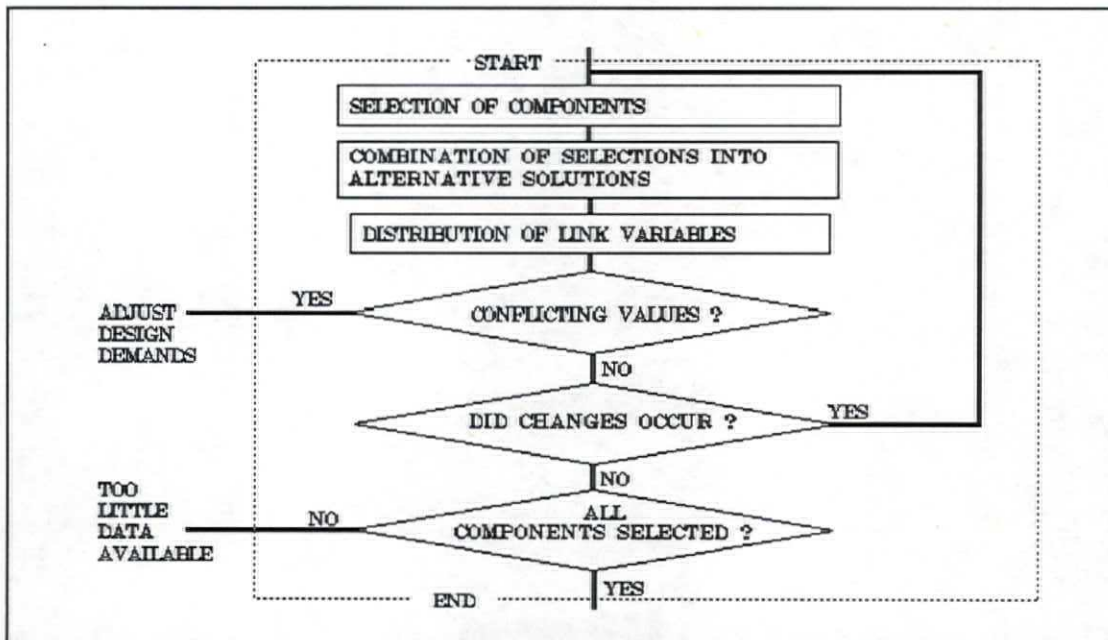 START
SELECTION OF COMPONENTS
COMBINATION OF SELECTIONS INTO
ALTERNATIVE SOLUTIONS
DISTRIBUTION OF LINK VARIABLES
YES
CONFLICTING VALUES ?
ADJUST
DESIGN
DEMANDS
NO
DID CHANGES OCCUR ?
YES
NO
TOO
LITTLE
DATA
AVAILABLE
NO
ALL
COMPONENTS SELECTED ?
YES
END